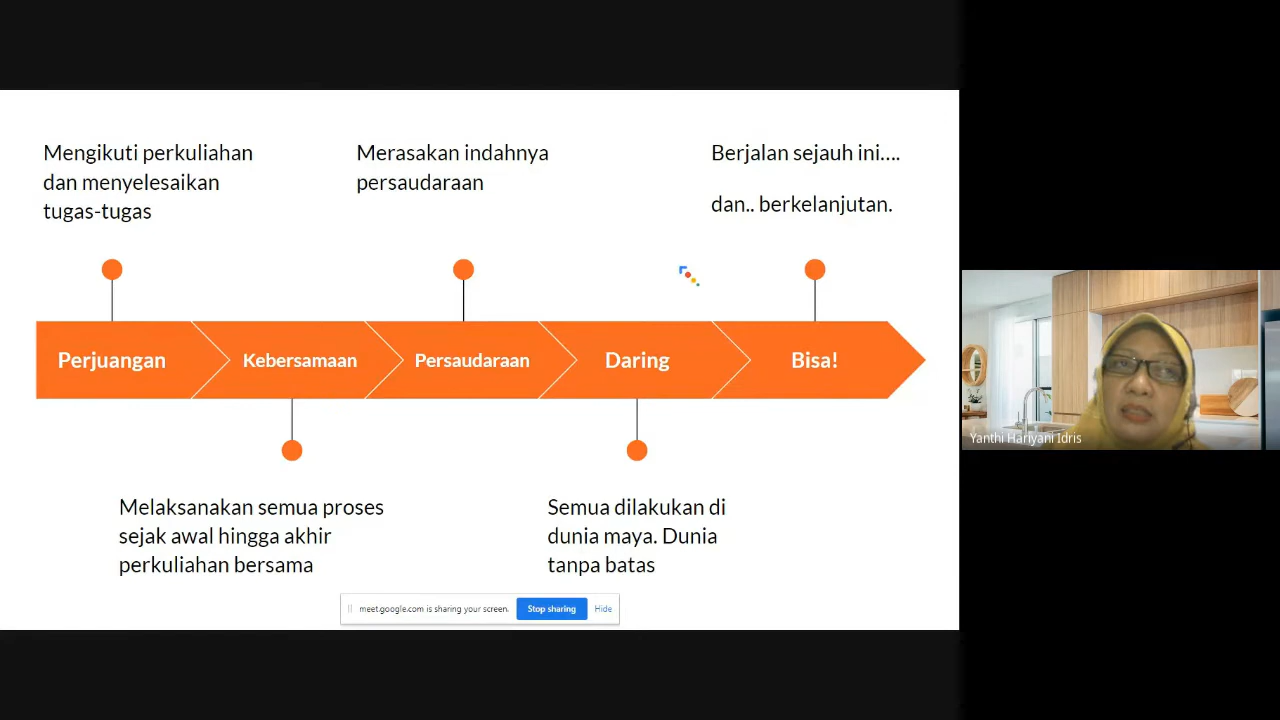 Mengikuti perkuliahan
dan menyelesaikan
tugas-tugas
Merasakan indahnya
persaudaraan
Berjalan sejauh ini....
dan.. berkelanjutan.
Perjuangan
Kebersamaan
Persaudaraan
Daring
Bisa!
Melaksanakan semua proses
sejak awal hingga akhir
perkuliahan bersama
Semua dilakukan di
dunia maya. Dunia
tanpa batas
meet.google.com is sharing your screen.
Stop sharing
Hide
Yanthi Hariyani Idris